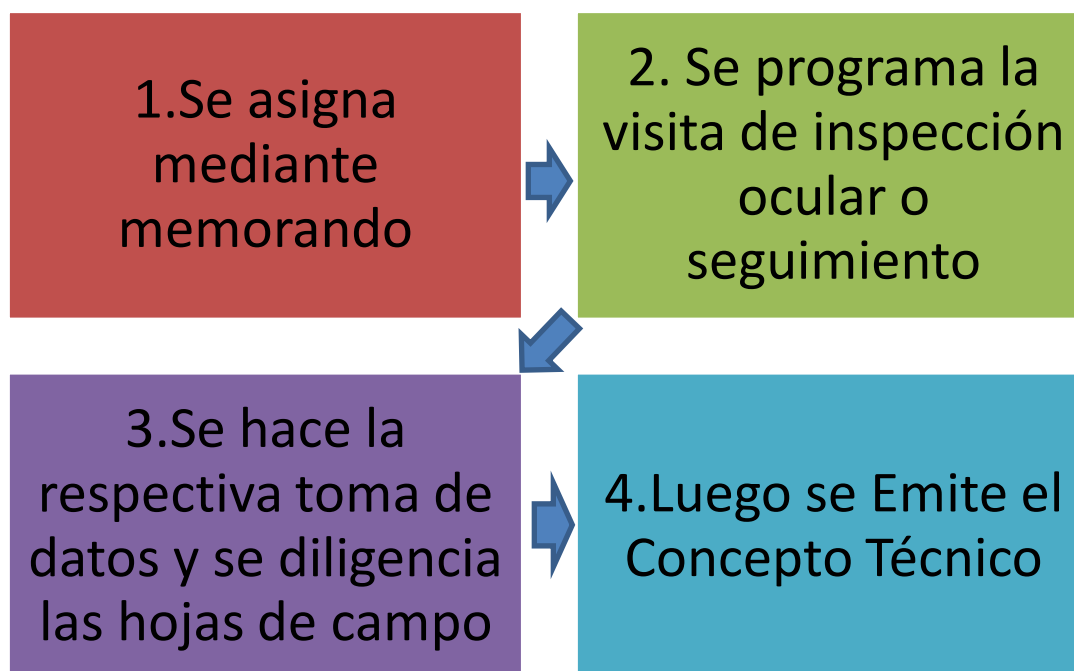 1.Se asigna
mediante
memorando
2. Se programa la
visita de inspección
ocular o
seguimiento
3.Se hace la
respectiva toma de
datos y se diligencia
las hojas de campo
4.Luego se Emite el
Concepto Técnico